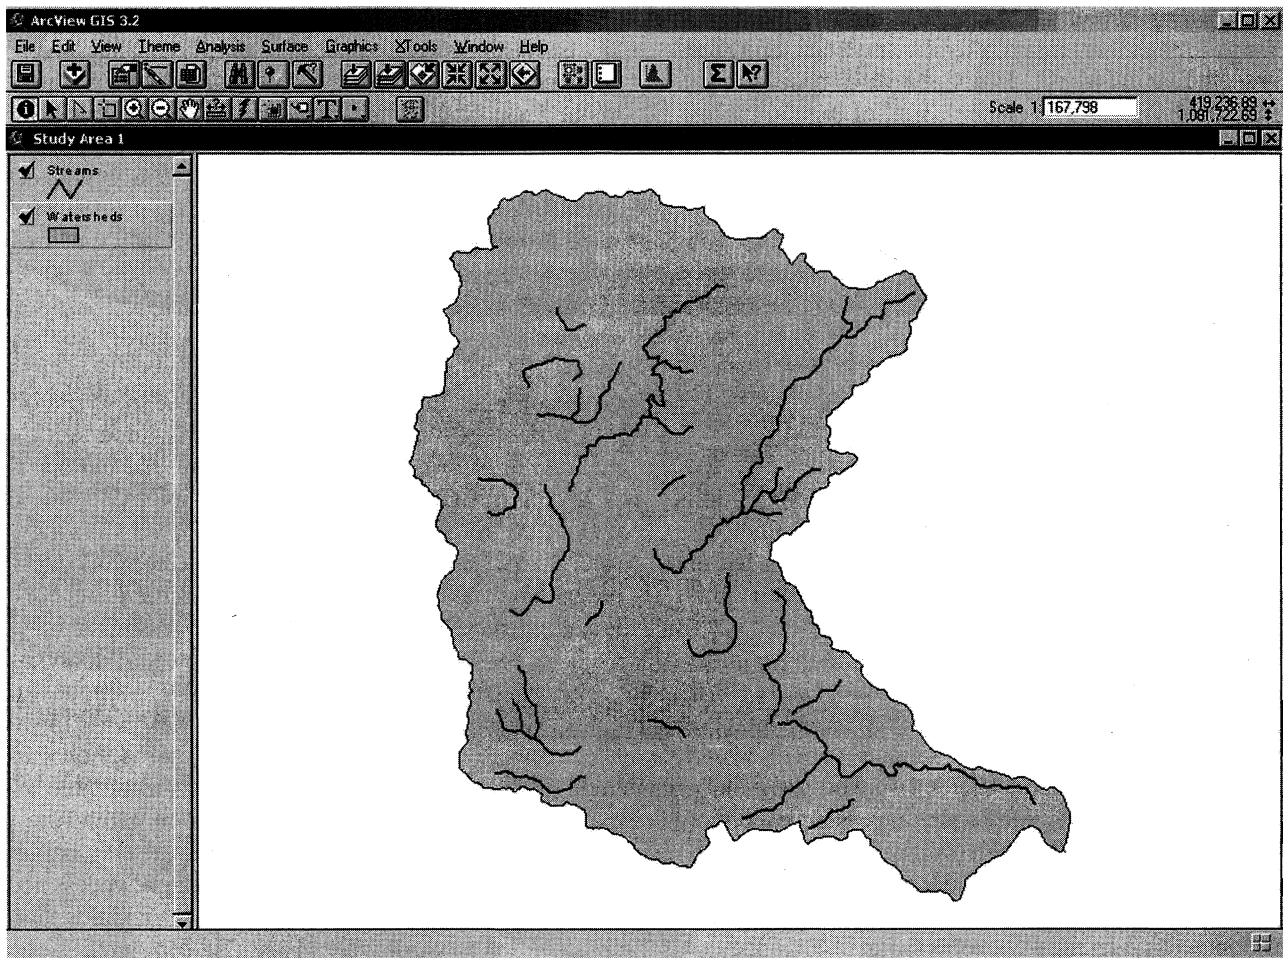 ArcView GIS 3.2
File Edit View Theme Analysis Surface Graphics XTools Window Help
Scale 1: 167,798
419,236.89
1,081,722.69
Study Area 1
Streams
Watersheds